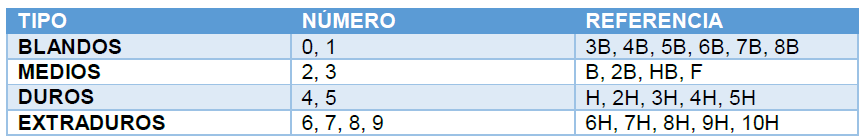 TIPO NÚMERO REFERENCIA
BLANDOS 0, 1 3B, 4B, 5B, 6B, 7B, 8B
MEDIOS 2, 3 B, 2B, HB, F
DUROS 4, 5 H, 2H, 3H, 4H, 5H
EXTRADUROS 6, 7, 8, 9 6H, 7H, 8H, 9H, 10H